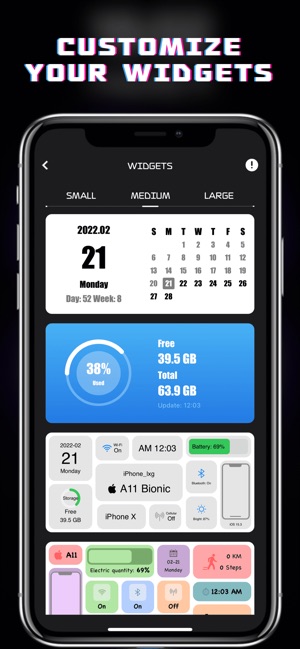 CUSTOMIZE
YOUR WIDGETS
WIDGETS
SMALL MEDIUM LARGE
2022.02
21
Monday
Day: 52 Week: 8
S M T W T F S
1 2 3 4 5
6 7 8 9 10 11 12
13 14 15 16 17 18 19
20 21 22 23 24 25 26
27 28
38%
Used
Free
39.5 GB
Total
63.9 GB
Update: 12:03
2022-02
21
Monday
Wi-Fi
On
AM 12:03
Battery: 69%
iPhone_lxg
A11 Bionic
Bluetooth: On
Storage
Free
39.5 GB
iPhone X
Cellular
Off
Bright: 87%
A11
Electric quantity: 69%
02-21
Monday
0 KM
0 Steps
On
On
Off
12:03 AM